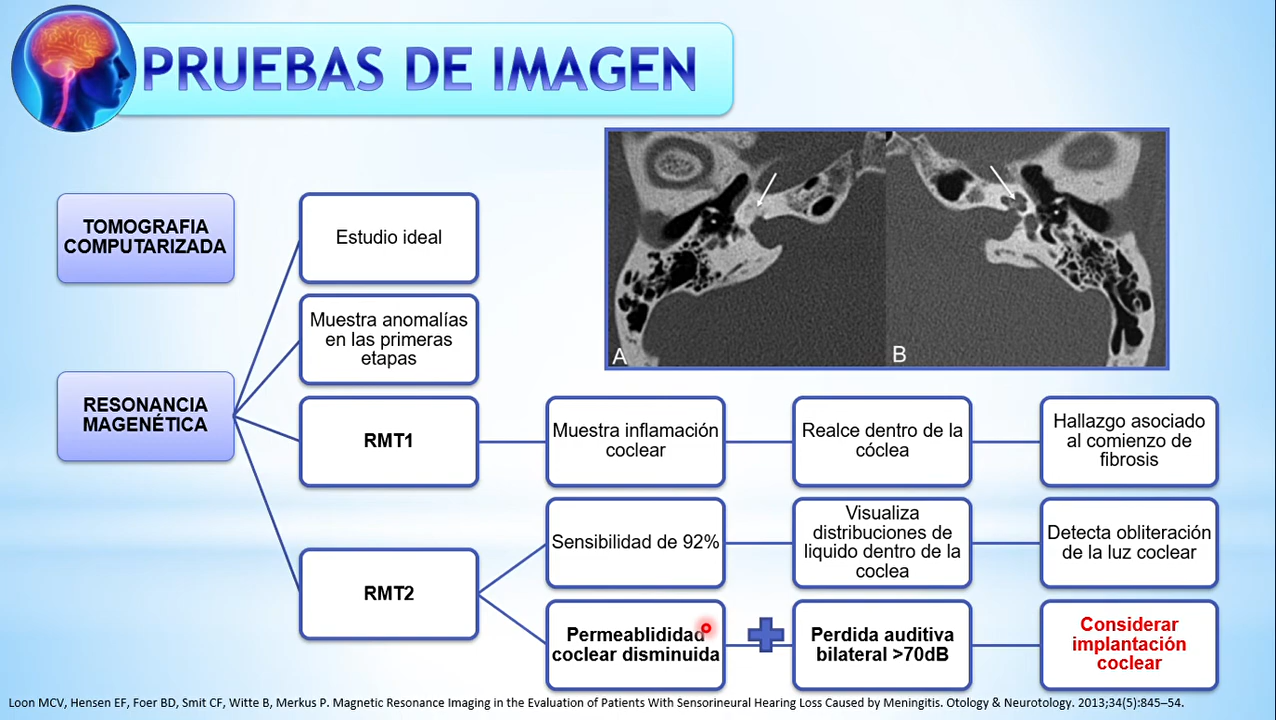 PRUEBAS DE IMAGEN
TOMOGRAFIA
COMPUTARIZADA
RESONANCIA
MAGENÉTICA
Estudio ideal
Muestra anomalías
en las primeras
etapas
RMT1
Muestra inflamación
coclear
Realce dentro de la
cóclea
Hallazgo asociado
al comienzo de
fibrosis
RMT2
Sensibilidad de 92%
Visualiza
distribuciones de
liquido dentro de la
coclea
Detecta obliteración
de la luz coclear
Permeablididad
coclear disminuida
Perdida auditiva
bilateral >70dB
Considerar
implantación
coclear
A
B
Loon MCV, Hensen EF, Foer BD, Smit CF, Witte B, Merkus P. Magnetic Resonance Imaging in the Evaluation of Patients With Sensorineural Hearing Loss Caused by Meningitis. Otology & Neurotology. 2013;34(5):845–54.